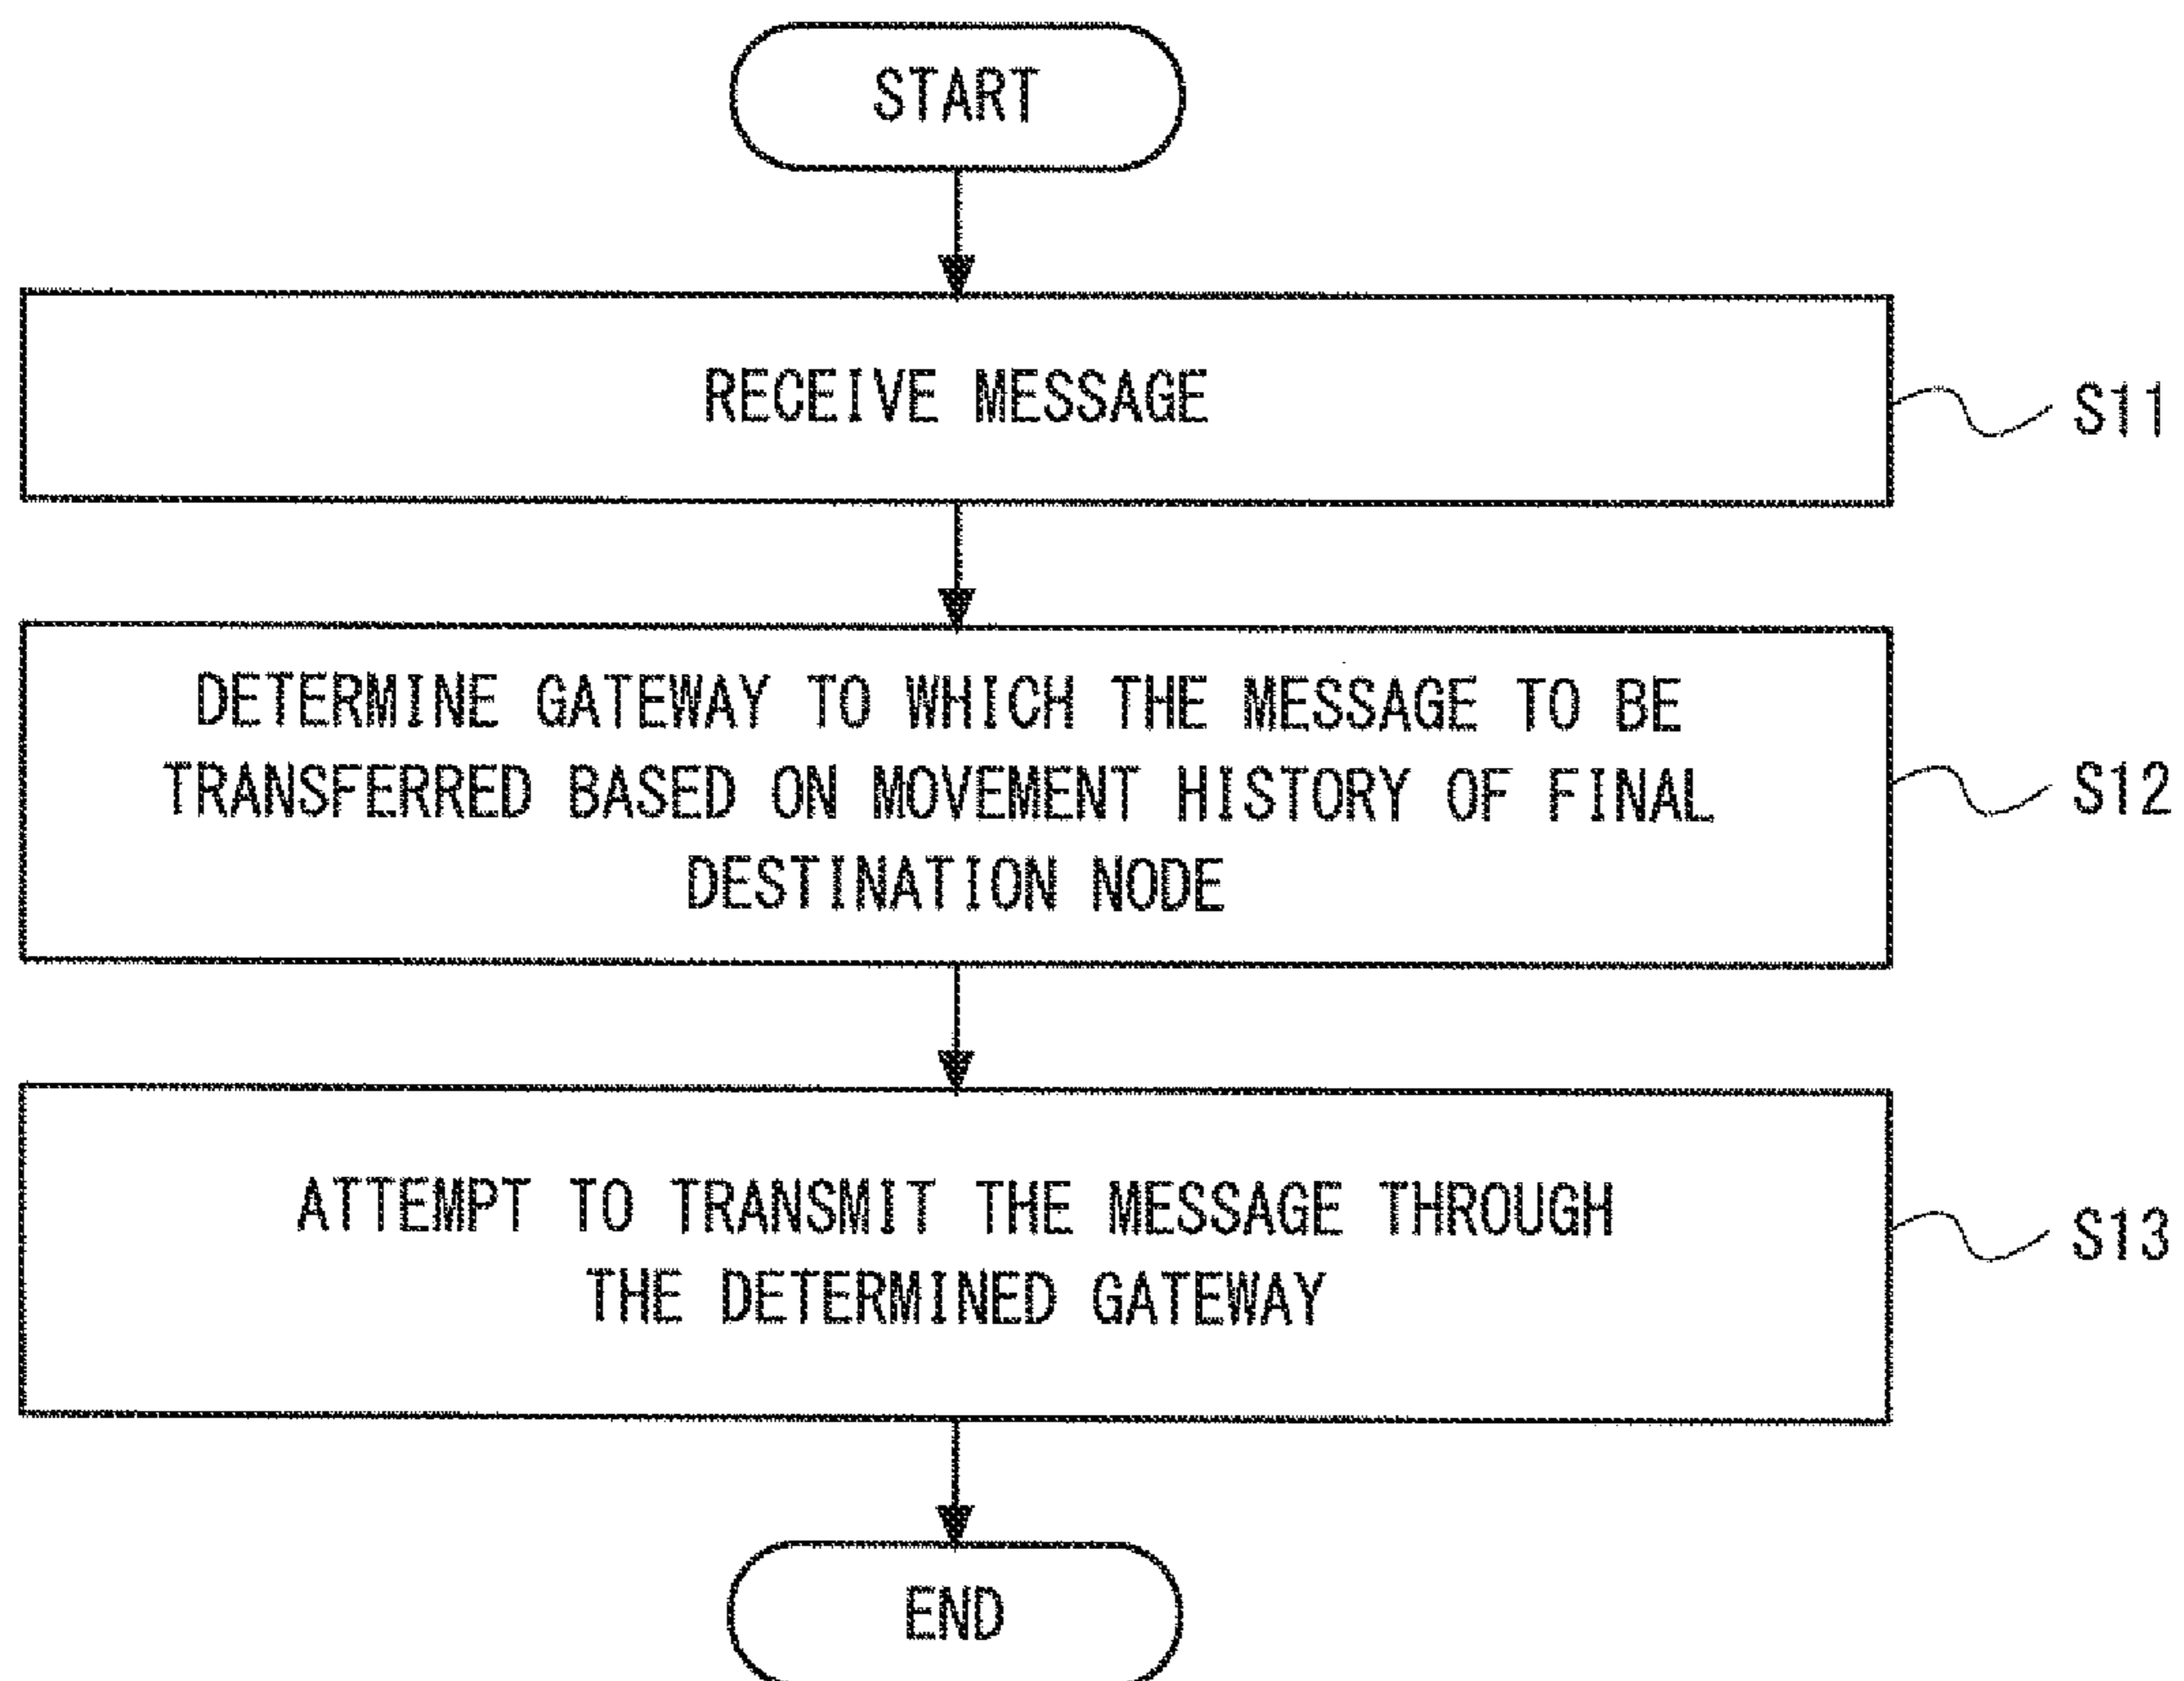 START
RECEIVE MESSAGE
S11
DETERMINE GATEWAY TO WHICH THE MESSAGE TO BE
TRANSFERRED BASED ON MOVEMENT HISTORY OF FINAL
DESTINATION NODE
S12
ATTEMPT TO TRANSMIT THE MESSAGE THROUGH
THE DETERMINED GATEWAY
S13
END